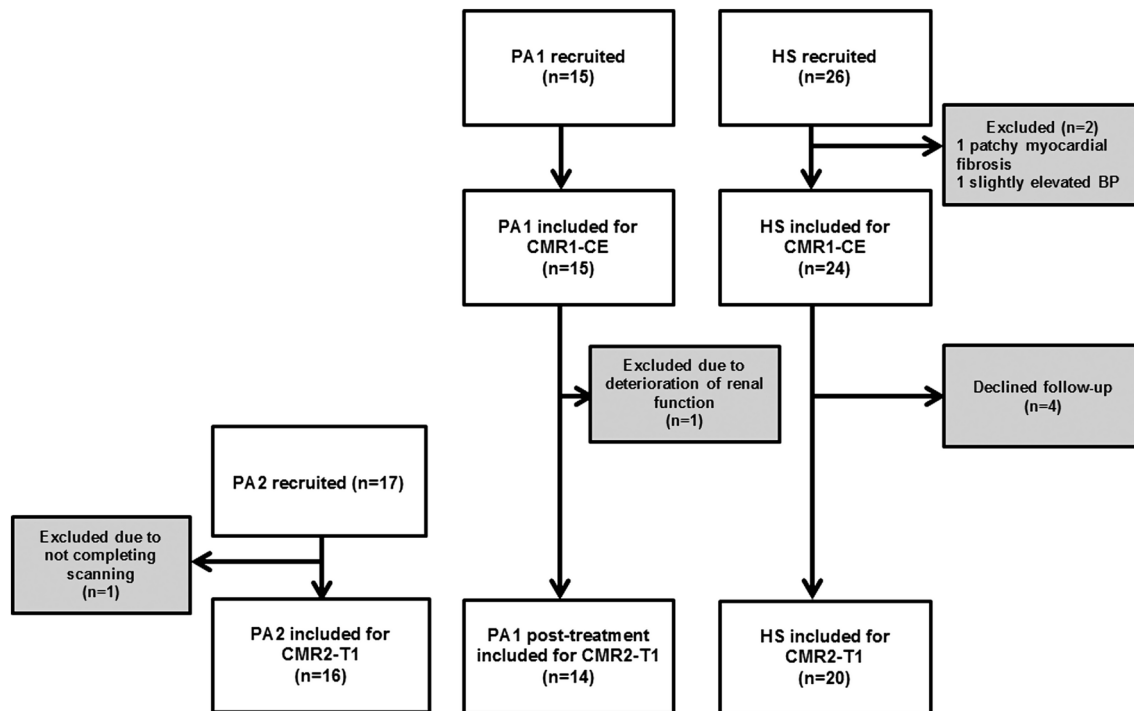 PA1 recruited
(n=15)
HS recruited
(n=26)
Excluded (n=2)
1 patchy myocardial
fibrosis
1 slightly elevated BP
PA1 included for
CMR1-CE
(n=15)
HS included for
CMR1-CE
(n=24)
Excluded due to
deterioration of renal
function
(n=1)
Declined follow-up
(n=4)
PA2 recruited (n=17)
Excluded due to
not completing
scanning
(n=1)
PA2 included for
CMR2-T1
(n=16)
PA1 post-treatment
included for CMR2-T1
(n=14)
HS included for
CMR2-T1
(n=20)